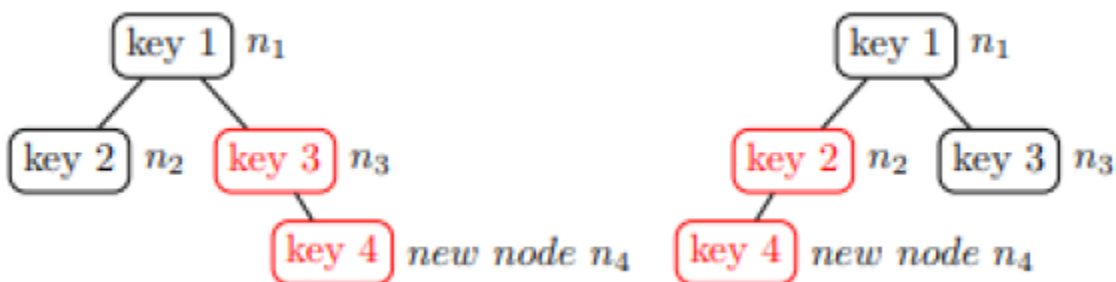 key 1 n₁ key 1 n₁
key 2 n₂ key 3 n₃ key 2 n₂ key 3 n₃
key 4 new node n₄ key 4 new node n₄